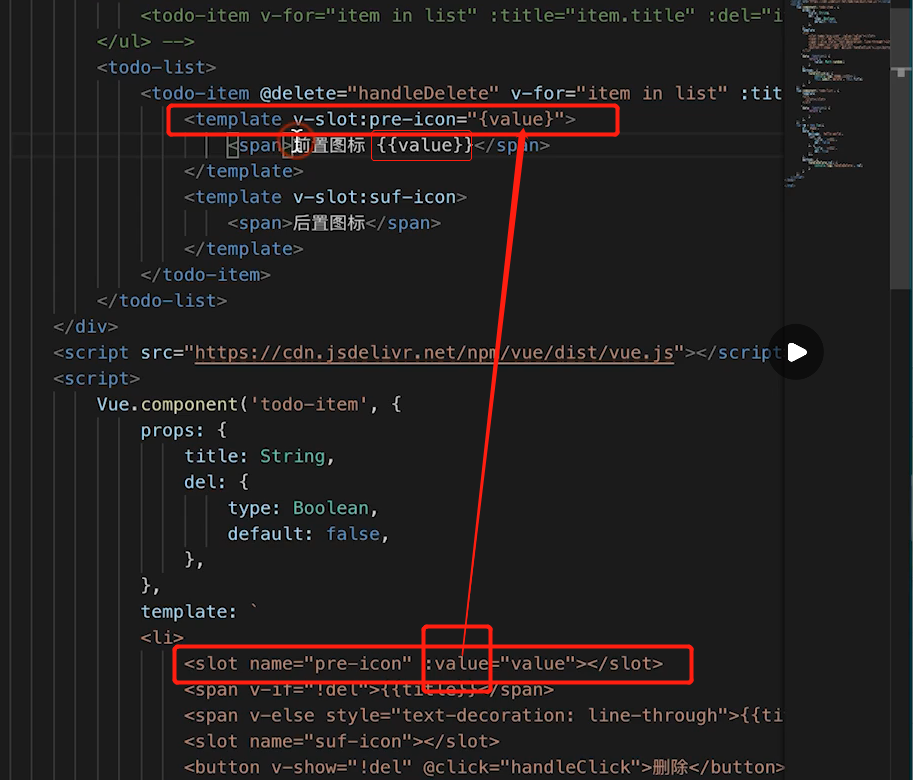 <todo-item v-for="item in list" :title="item.title" :del="i
</ul> -->
<todo-list>
<todo-item @delete="handleDelete" v-for="item in list" :tit
<template v-slot:pre-icon="{value}">
<span>前置图标 {{value}}</span>
</template>
<template v-slot:suf-icon>
<span>后置图标</span>
</template>
</todo-item>
</todo-list>
</div>
<script src="https://cdn.jsdelivr.net/npm/vue/dist/vue.js"></script
<script>
Vue.component('todo-item', {
props: {
title: String,
del: {
type: Boolean,
default: false,
},
},
template: `
<li>
<slot name="pre-icon" :value="value"></slot>
<span v-if="!del">{{title}}</span>
<span v-else style="text-decoration: line-through">{{ti
<slot name="suf-icon"></slot>
<button v-show="!del" @click="handleClick">删除</button>